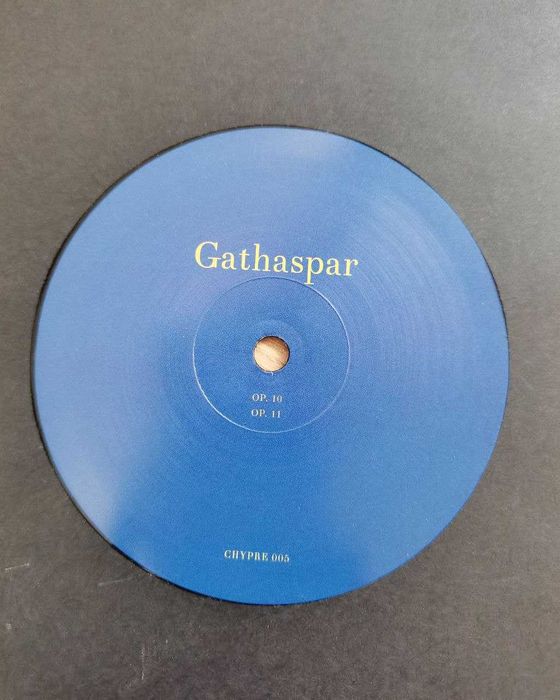 Gathaspar
OP. 10
OP. 11
CHYPRE 005